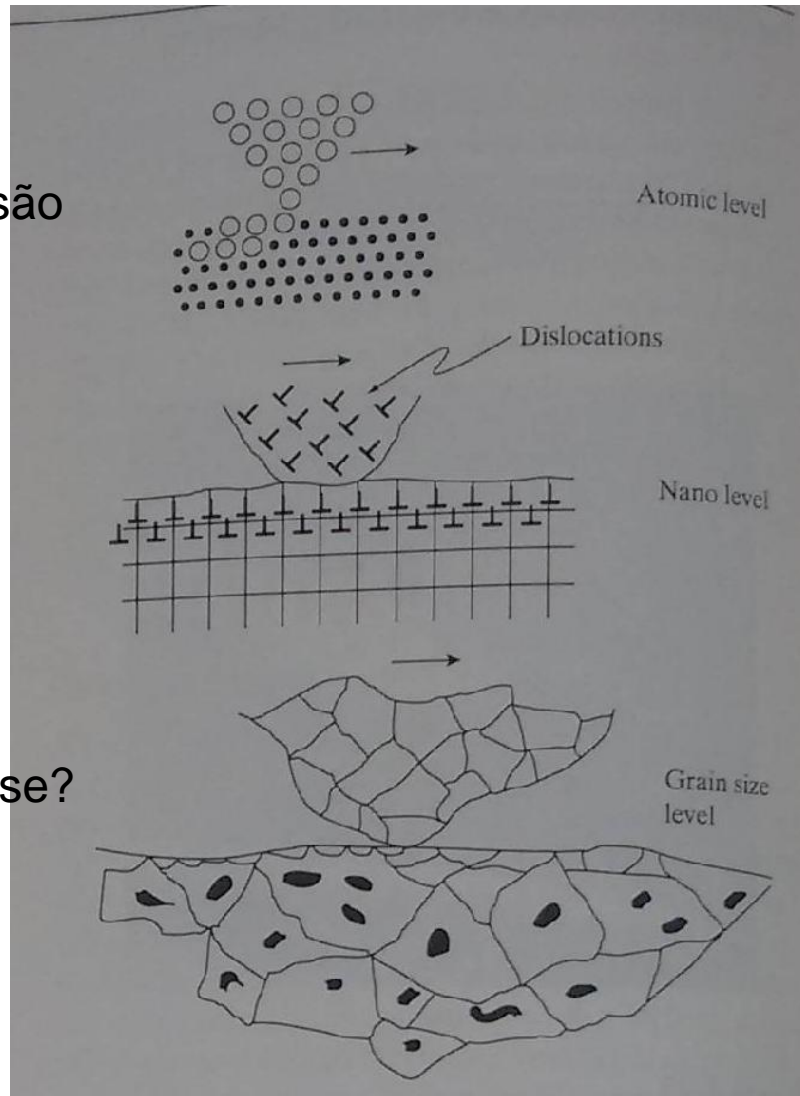 são
Atomic level
Dislocations
Nano level
se?
Grain size
level